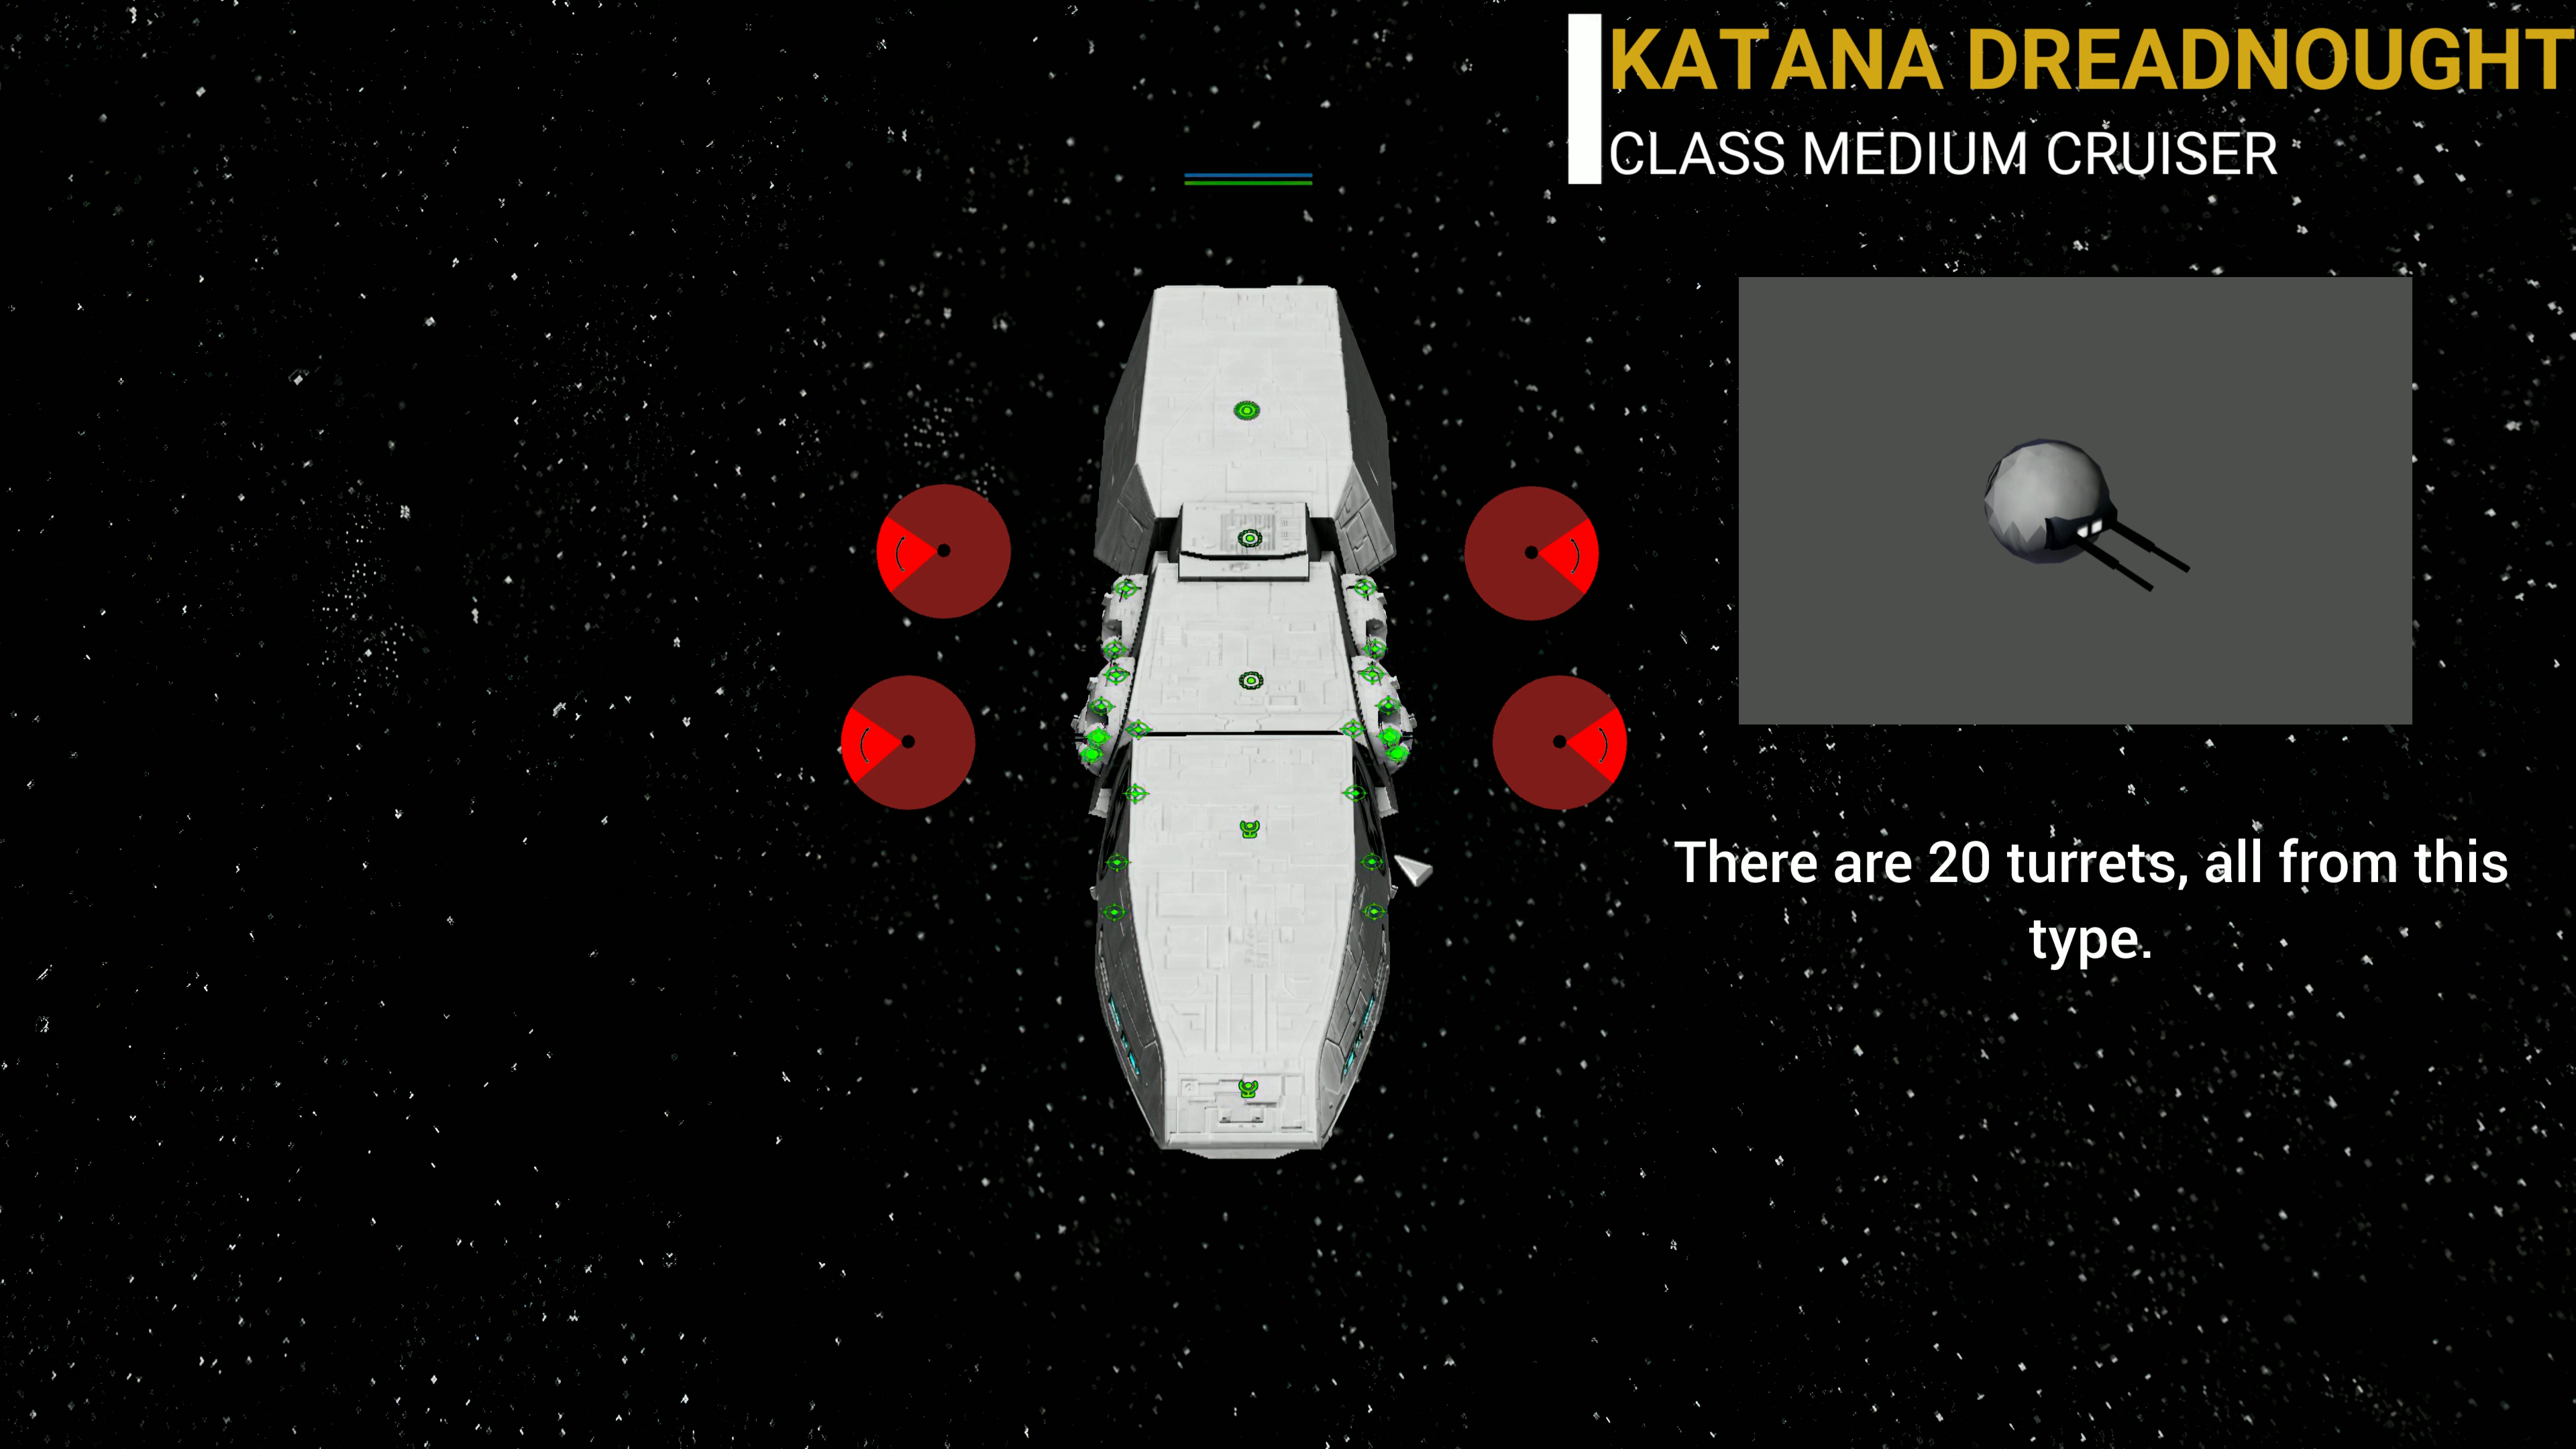 KATANA DREADNOUGHT
CLASS MEDIUM CRUISER
There are 20 turrets, all from this
type.